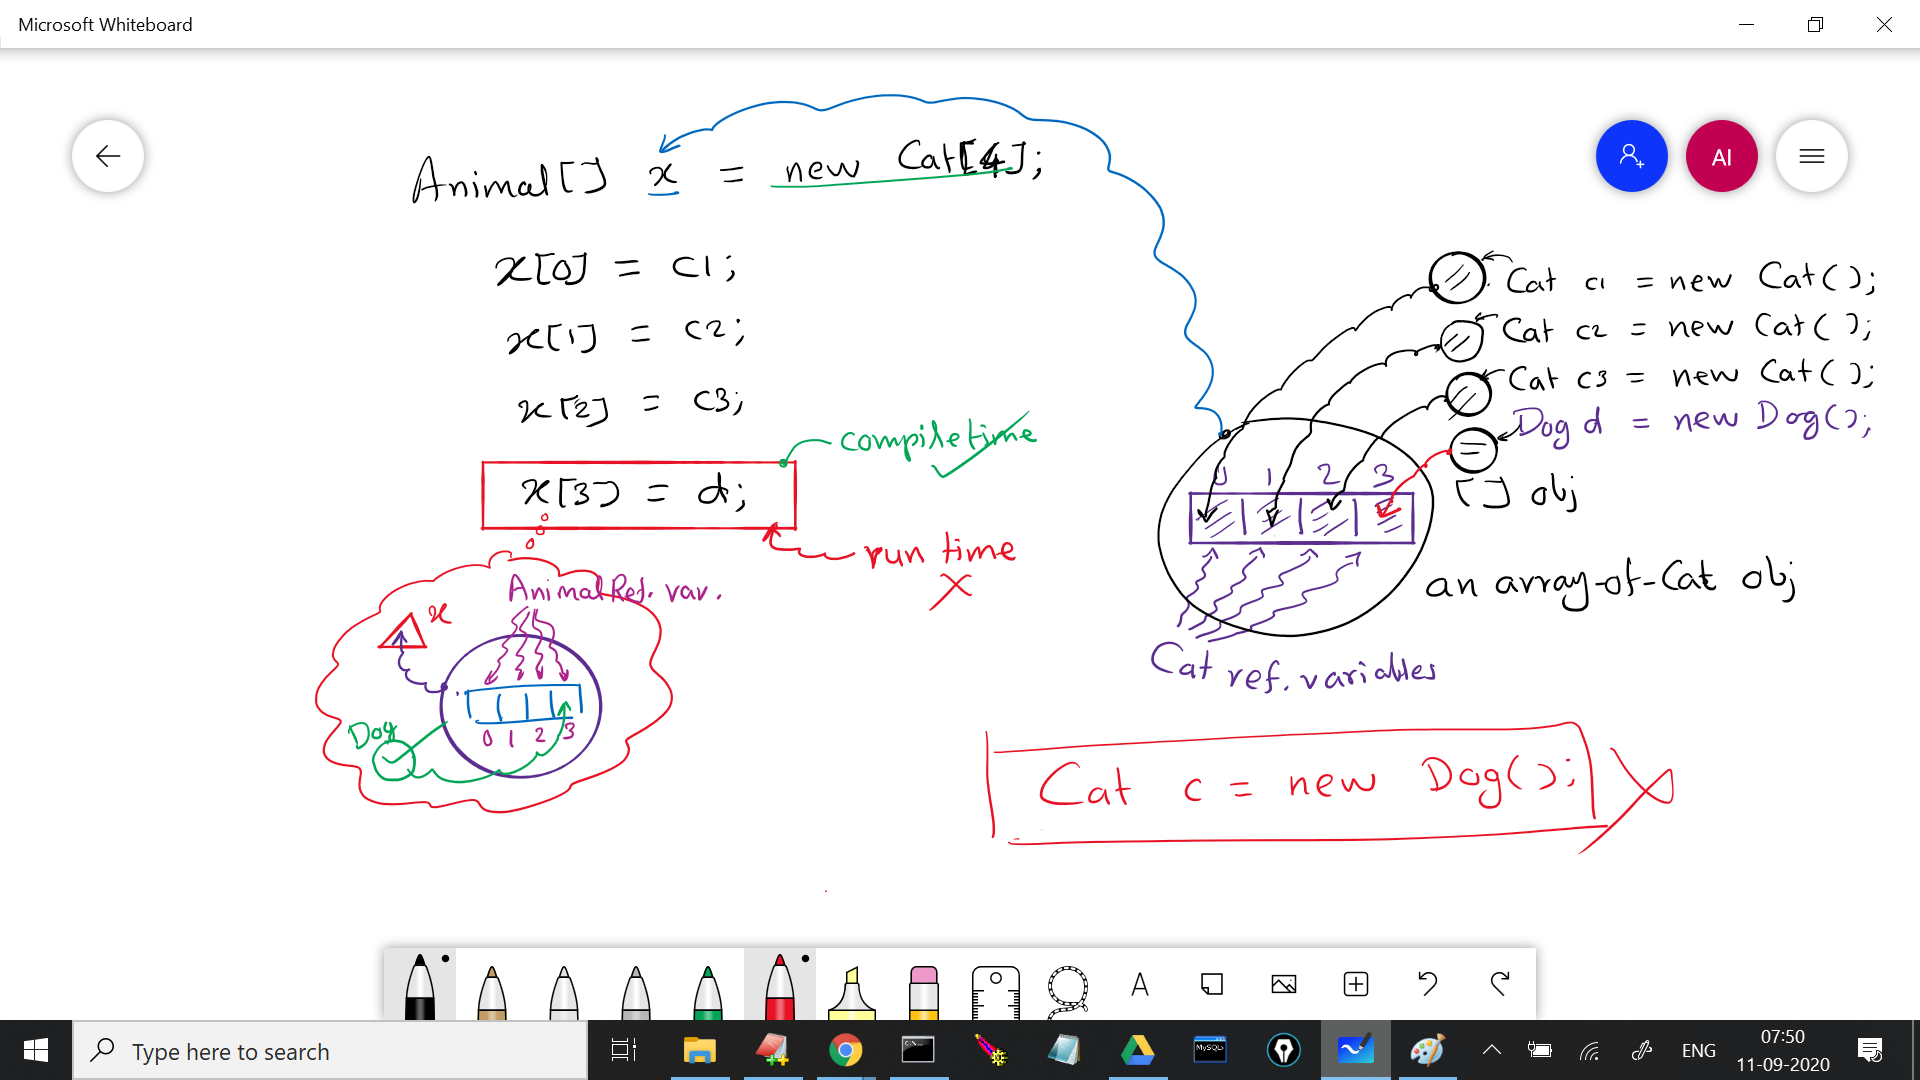 Microsoft Whiteboard
AI
Animal[] x = new Cat[4];
x[0] = c1;
x[1] = c2;
x[2] = c3;
compile time
x[3] = d;
run time
Animal Ref. var.
x
Dog
0 1 2 3
Cat c1 = new Cat();
Cat c2 = new Cat();
Cat c3 = new Cat();
Dog d = new Dog();
0 1 2 3
[] obj
an array-of-Cat obj
Cat ref. variables
Cat c = new Dog();
A
Type here to search
MySQL
ENG
07:50
11-09-2020